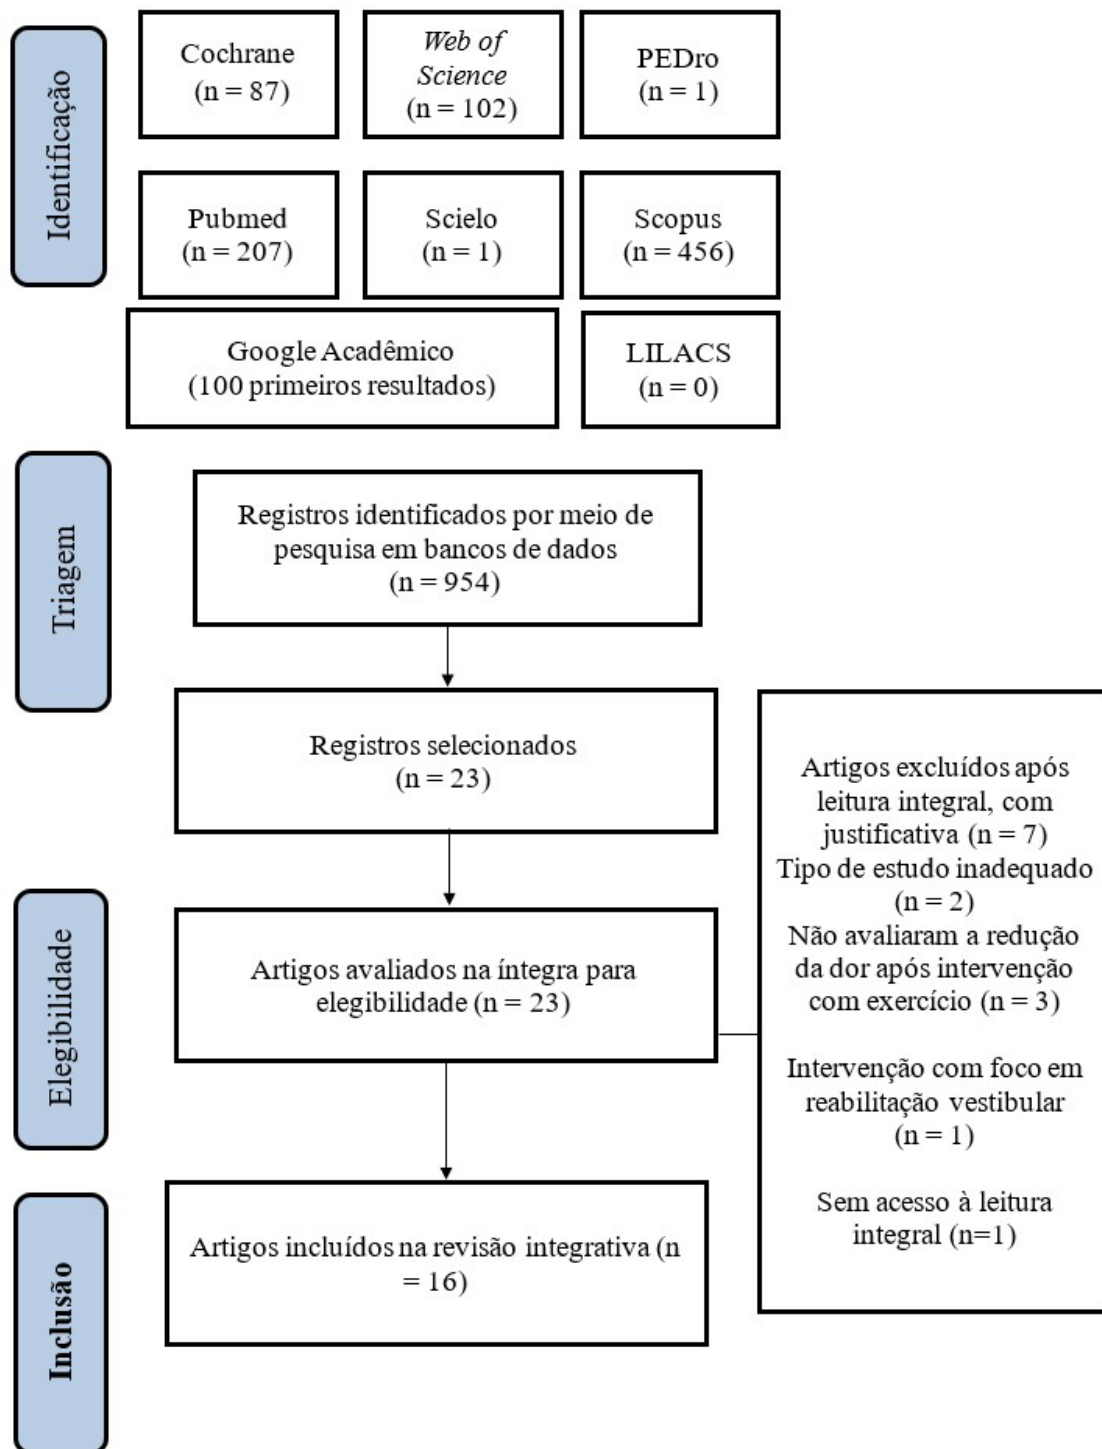 Identificação
Cochrane
(n = 87)
Web of
Science
(n = 102)
PEDro
(n = 1)
Pubmed
(n = 207)
Scielo
(n = 1)
Scopus
(n = 456)
Google Acadêmico
(100 primeiros resultados)
LILACS
(n = 0)
Triagem
Registros identificados por meio de
pesquisa em bancos de dados
(n = 954)
Registros selecionados
(n = 23)
Elegibilidade
Artigos avaliados na íntegra para
elegibilidade (n = 23)
Artigos excluídos após
leitura integral, com
justificativa (n = 7)
Tipo de estudo inadequado
(n = 2)
Não avaliaram a redução
da dor após intervenção
com exercício (n = 3)
Intervenção com foco em
reabilitação vestibular
(n = 1)
Sem acesso à leitura
integral (n=1)
Inclusão
Artigos incluídos na revisão integrativa (n
= 16)